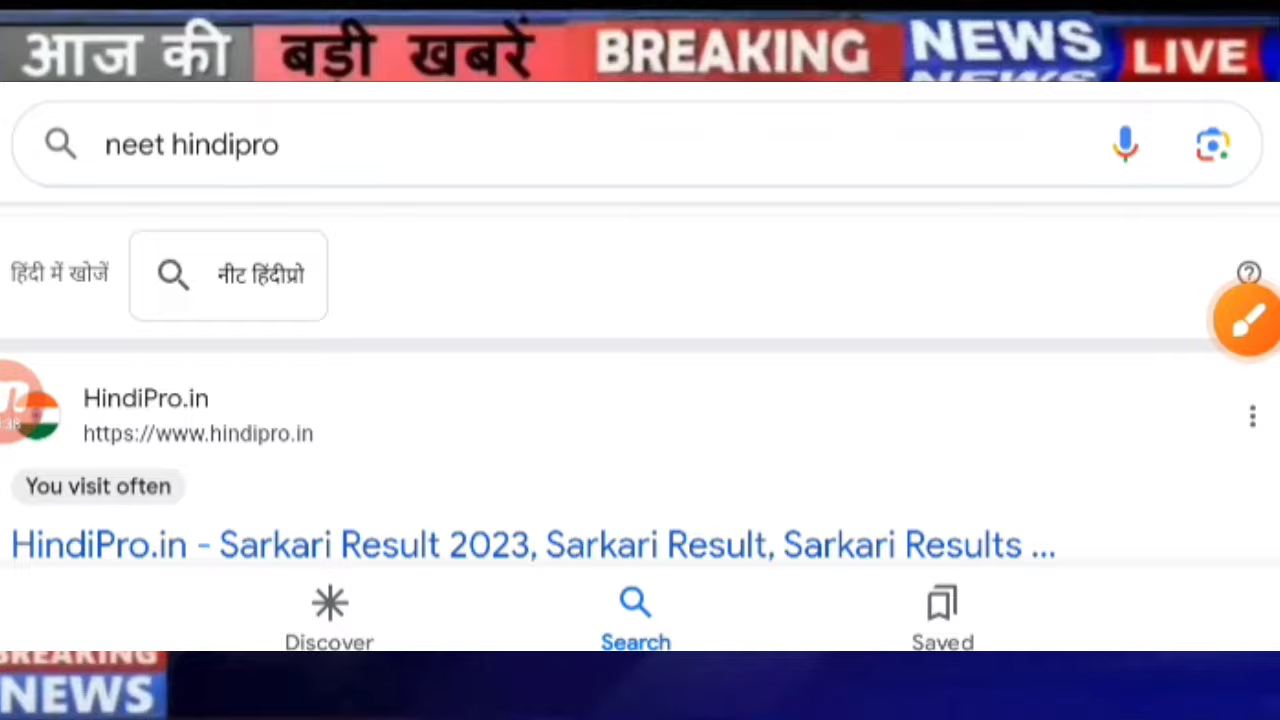 आज की बड़ी खबरें BREAKING NEWS LIVE
neet hindipro
हिंदी में खोजें नीट हिंदीप्रो
HindiPro.in
https://www.hindipro.in
You visit often
HindiPro.in - Sarkari Result 2023, Sarkari Result, Sarkari Results ...
Discover Search Saved
BREAKING
NEWS